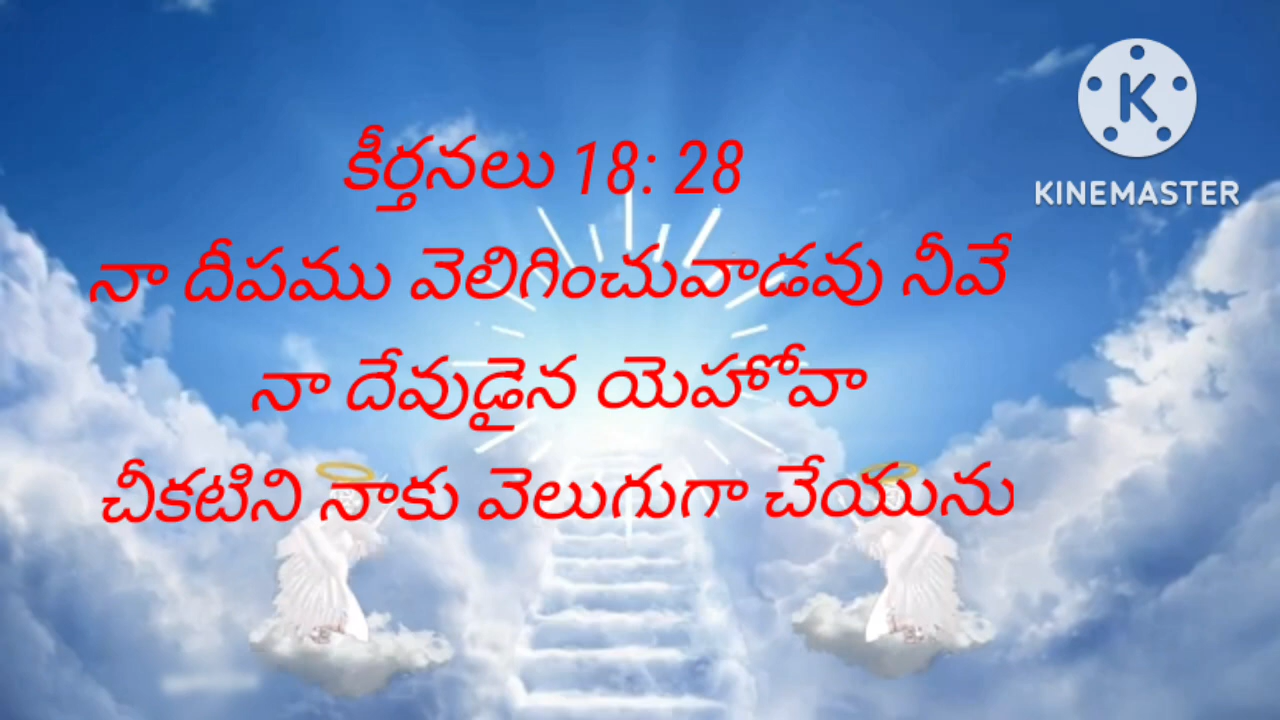 కీర్తనలు 18: 28
నా దీపము వెలిగించువాడవు నీవే
నా దేవుడైన యెహోవా
చీకటిని నాకు వెలుగుగా చేయును
K
KINEMASTER